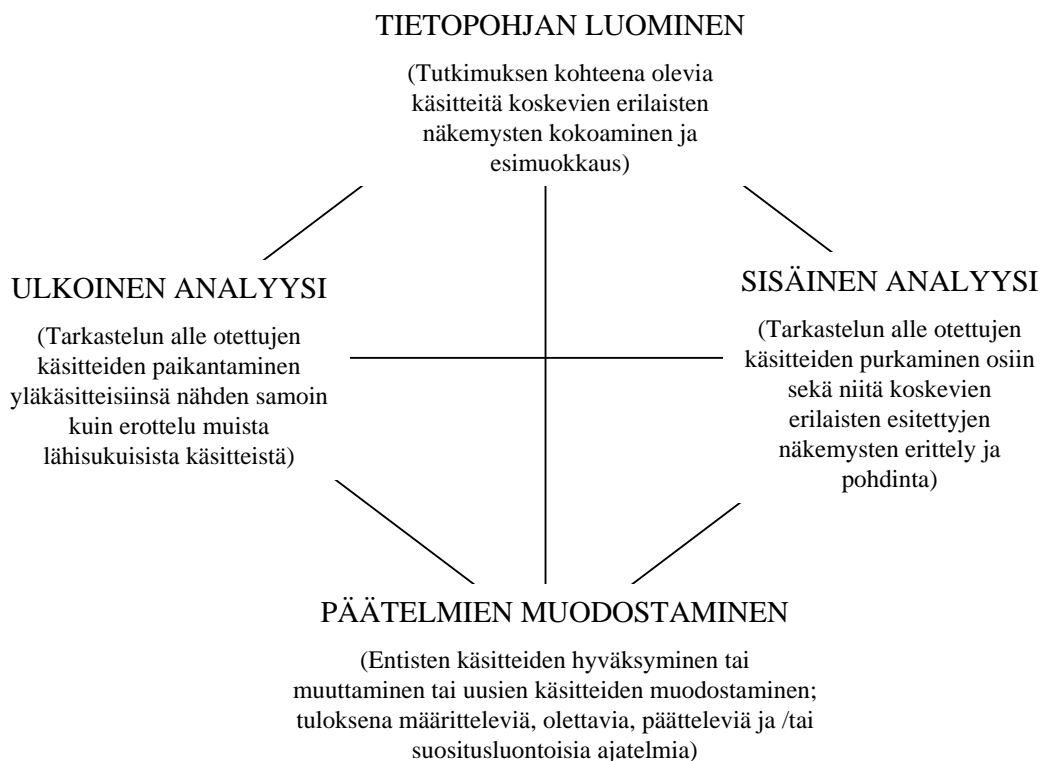 TIETOPOHJAN LUOMINEN
(Tutkimuksen kohteena olevia
käsitteitä koskevien erilaisten
näkemysten kokoaminen ja
esimuokkaus)
ULKOINEN ANALYYSI
(Tarkastelun alle otettujen
käsitteiden paikantaminen
yläkäsitteisiinsä nähden samoin
kuin erottelu muista
lähisukuisista käsitteistä)
SISÄINEN ANALYYSI
(Tarkastelun alle otettujen
käsitteiden purkaminen osiin
sekä niitä koskevien
erilaisten esitettyjen
näkemysten erittely ja
pohdinta)
PÄÄTELMIEN MUODOSTAMINEN
(Entisten käsitteiden hyväksyminen tai
muuttaminen tai uusien käsitteiden muodostaminen;
tuloksena määritteleviä, olettavia, päätteleviä ja /tai
suositusluontoisia ajatelmia)